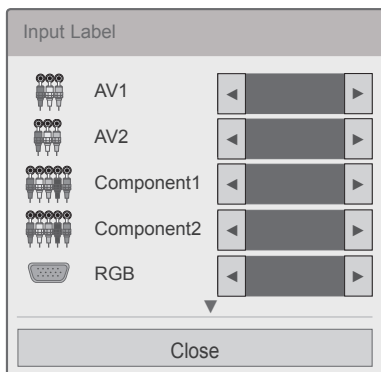 Input Label
AV1
AV2
Component1
Component2
RGB
Close